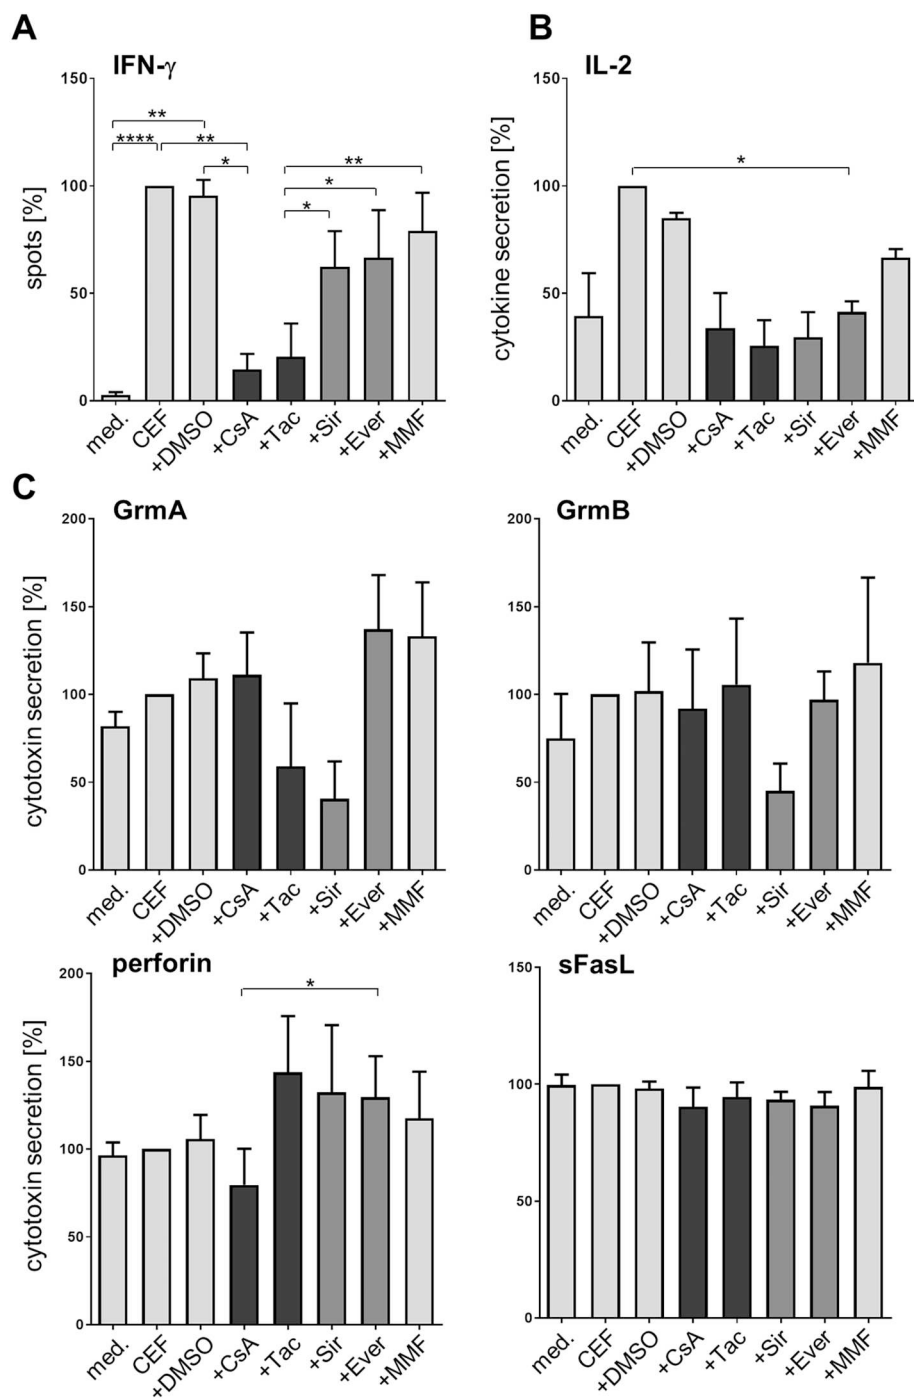 A
IFN-γ
spots [%]
150
100
50
0
**
****
**
*
**
*
*
med.
CEF
+DMSO
+CsA
+Tac
+Sir
+Ever
+MMF
B
IL-2
cytokine secretion [%]
150
100
50
0
*
med.
CEF
+DMSO
+CsA
+Tac
+Sir
+Ever
+MMF
C
GrmA
cytotoxin secretion [%]
200
150
100
50
0
med.
CEF
+DMSO
+CsA
+Tac
+Sir
+Ever
+MMF
GrmB
200
150
100
50
0
med.
CEF
+DMSO
+CsA
+Tac
+Sir
+Ever
+MMF
perforin
cytotoxin secretion [%]
200
150
100
50
0
*
med.
CEF
+DMSO
+CsA
+Tac
+Sir
+Ever
+MMF
sFasL
150
100
50
0
med.
CEF
+DMSO
+CsA
+Tac
+Sir
+Ever
+MMF